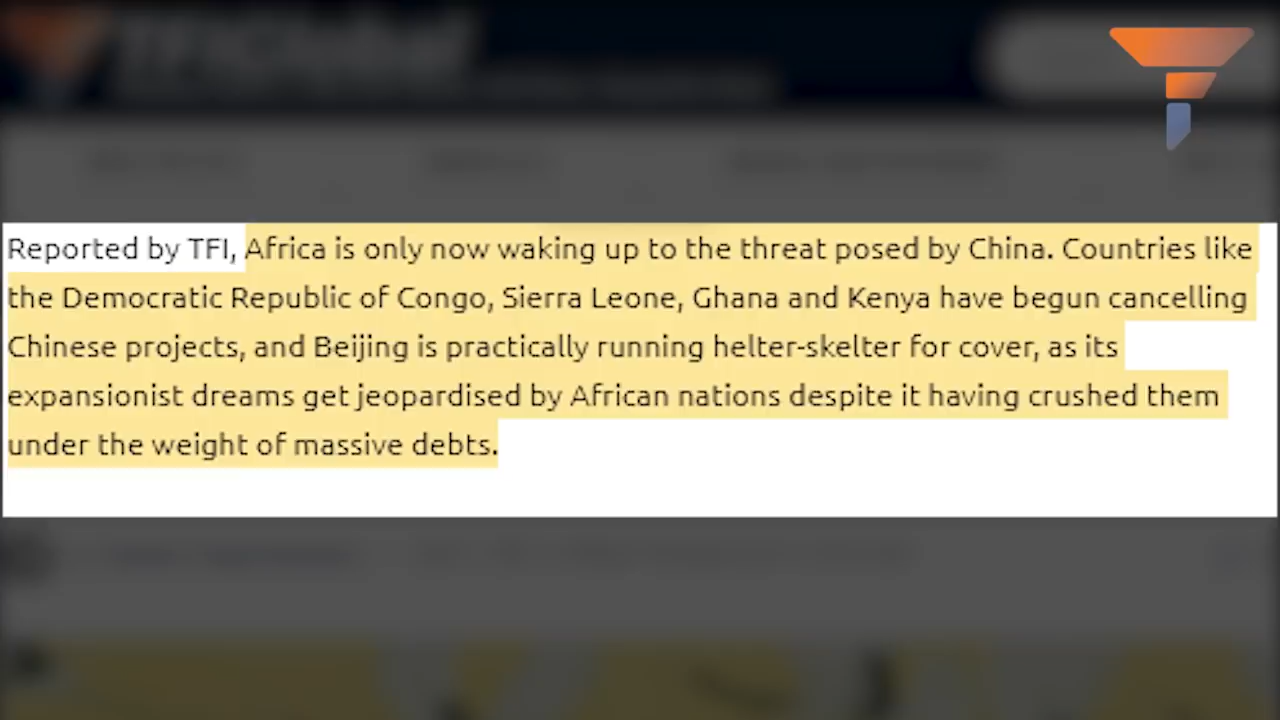 Reported by TFI, Africa is only now waking up to the threat posed by China. Countries like
the Democratic Republic of Congo, Sierra Leone, Ghana and Kenya have begun cancelling
Chinese projects, and Beijing is practically running helter-skelter for cover, as its
expansionist dreams get jeopardised by African nations despite it having crushed them
under the weight of massive debts.